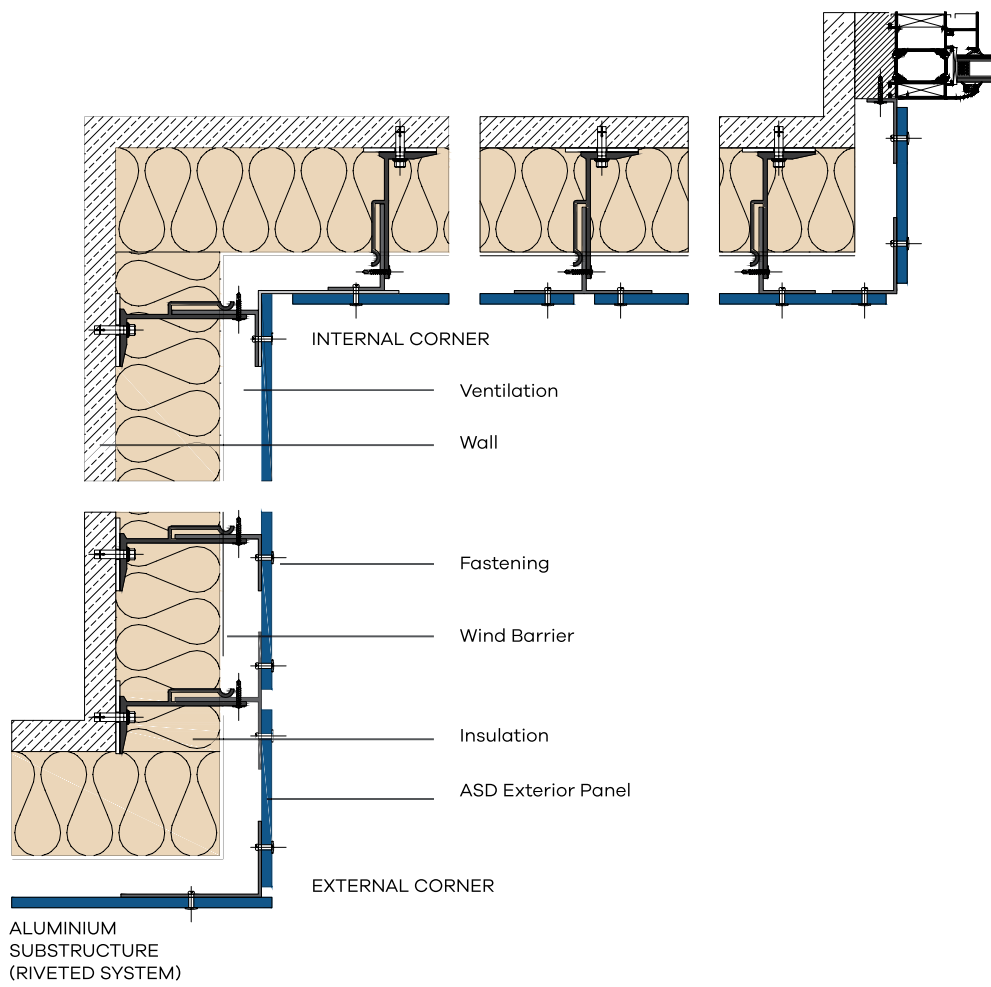 INTERNAL CORNER
Ventilation
Wall
Fastening
Wind Barrier
Insulation
ASD Exterior Panel
EXTERNAL CORNER
ALUMINIUM
SUBSTRUCTURE
(RIVETED SYSTEM)